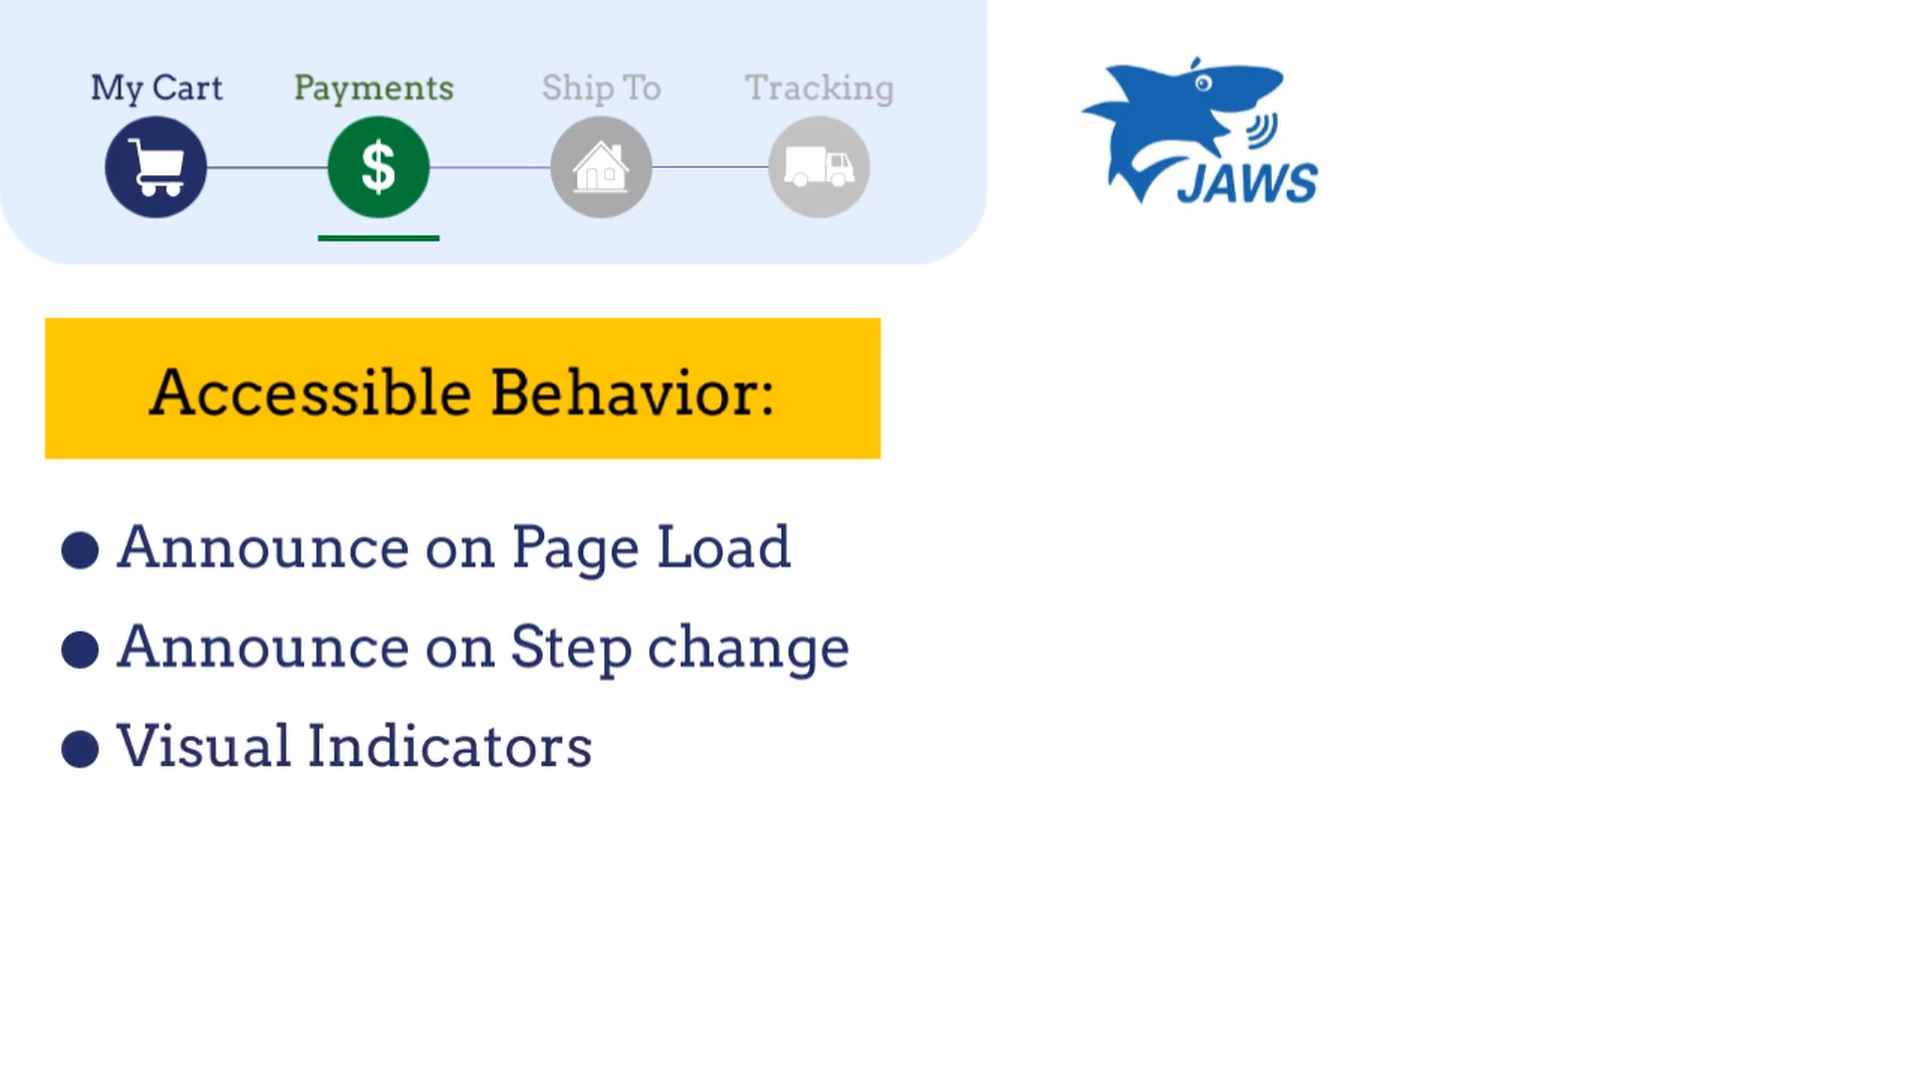 My Cart Payments Ship To Tracking
$
JAWS
Accessible Behavior:
Announce on Page Load
Announce on Step change
Visual Indicators